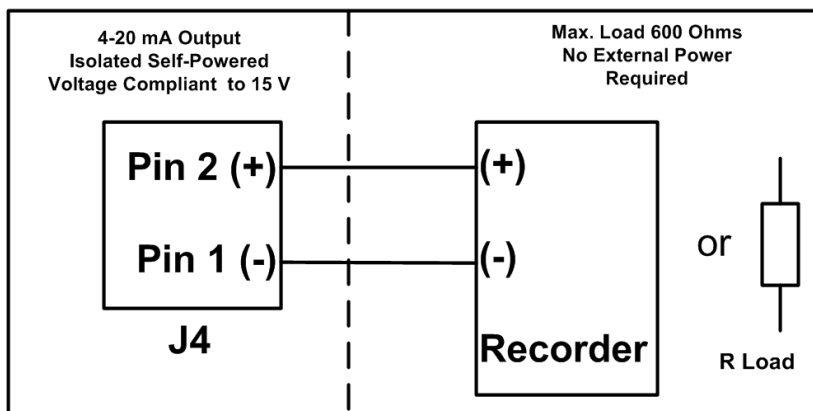 4-20 mA Output
Isolated Self-Powered
Voltage Compliant to 15 V
Max. Load 600 Ohms
No External Power
Required
Pin 2 (+)
(+)
Pin 1 (-)
(-)
or
J4
Recorder
R Load